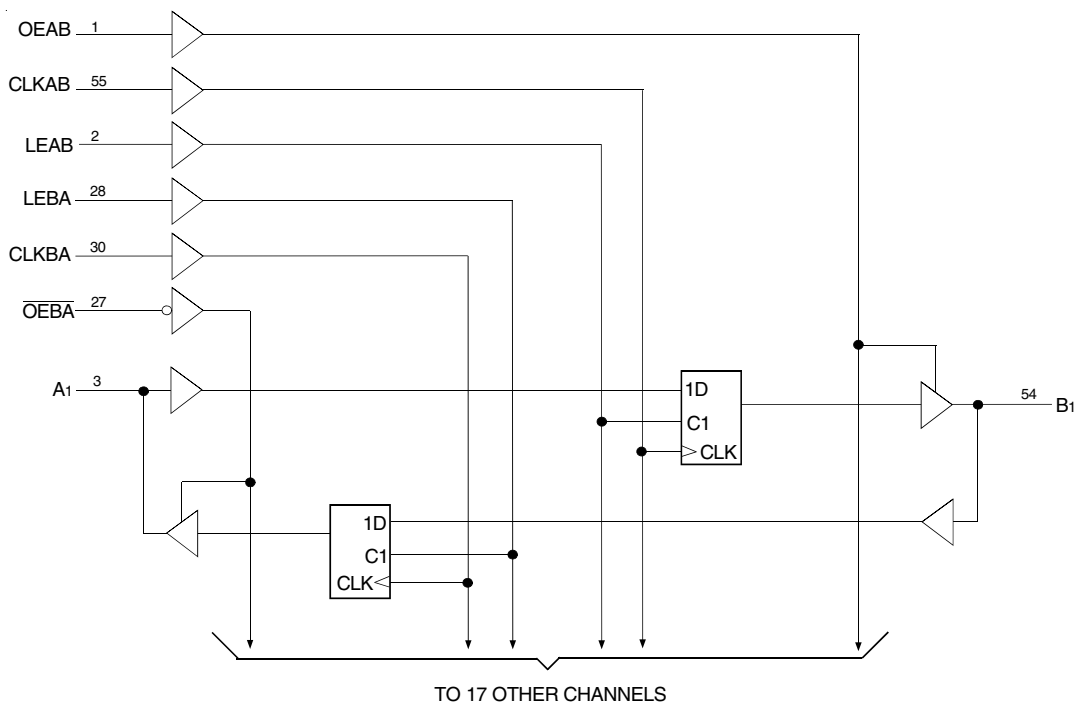 OEAB 1
CLKAB 55
LEAB 2
LEBA 28
CLKBA 30
OEBA 27
A1 3
1D
C1
CLK
54 B1
1D
C1
CLK
TO 17 OTHER CHANNELS